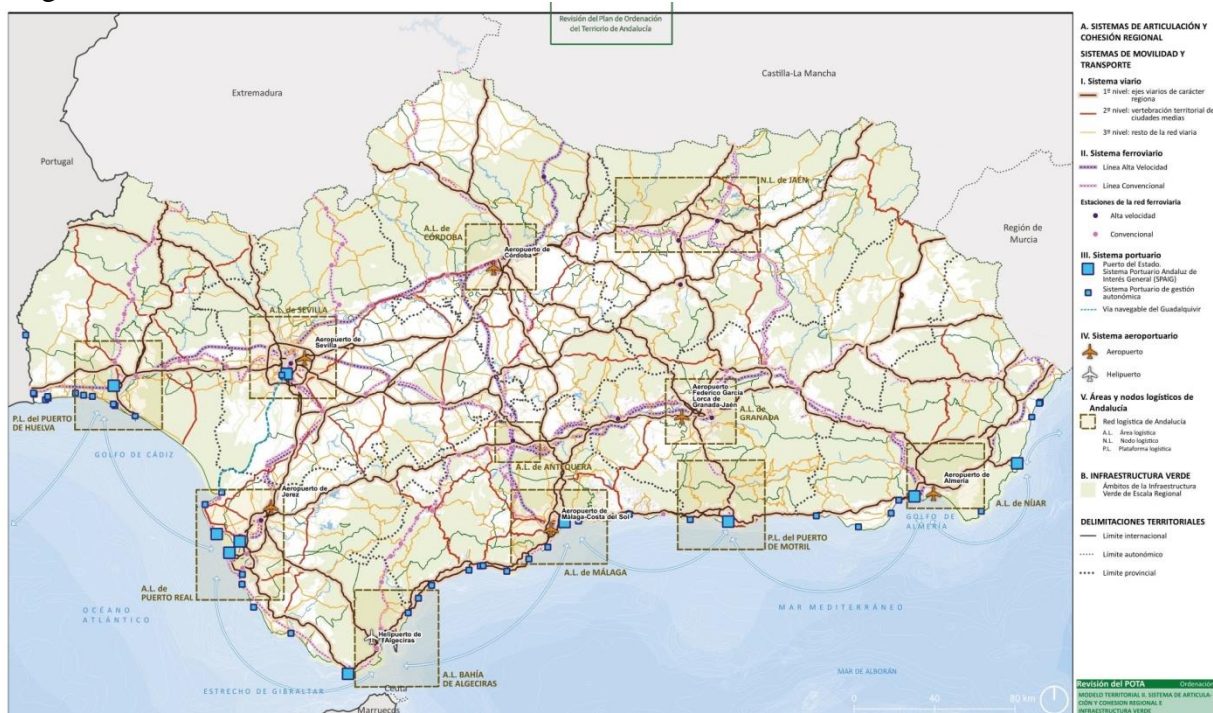 Revisión del Plan de Ordenación
del Territorio de Andalucía
Extremadura
Castilla-La Mancha
Portugal
Región de
Murcia
N.L. de JAÉN
A.L. de
CÓRDOBA
Aeropuerto de
Córdoba
A.L. de SEVILLA
Aeropuerto de
Sevilla
P.L. del PUERTO
DE HUELVA
Aeropuerto
Federico García
Lorca de
Granada-Jaén
A.L. de
GRANADA
GOLFO DE CÁDIZ
A.L. de ANTEQUERA
Aeropuerto de
Jerez
Aeropuerto de
Málaga-Costa del Sol
Aeropuerto de
Almería
A.L. de NÍJAR
GOLFO DE
ALMERÍA
P.L. del PUERTO
DE MOTRIL
A.L. de MÁLAGA
A.L. de
PUERTO REAL
OCÉANO
ATLÁNTICO
MAR MEDITERRÁNEO
Helipuerto de
Algeciras
A.L. BAHÍA
DE ALGECIRAS
MAR DE ALBORÁN
ESTRECHO DE GIBRALTAR
Ceuta
Marruecos
0 40 80 km
A. SISTEMAS DE ARTICULACIÓN Y
COHESIÓN REGIONAL
SISTEMAS DE MOVILIDAD Y
TRANSPORTE
I. Sistema viario
1º nivel: ejes viarios de carácter
regiona
2º nivel: vertebración territorial de
ciudades medias
3º nivel: resto de la red viaria
II. Sistema ferroviario
Línea Alta Velocidad
Línea Convencional
Estaciones de la red ferroviaria
Alta velocidad
Convencional
III. Sistema portuario
Puerto del Estado.
Sistema Portuario Andaluz de
Interés General (SPAIG)
Sistema Portuario de gestión
autonómica
Vía navegable del Guadalquivir
IV. Sistema aeroportuario
Aeropuerto
Helipuerto
V. Áreas y nodos logísticos de
Andalucía
Red logística de Andalucía
A.L. Área logística
N.L. Nodo logístico
P.L. Plataforma logística
B. INFRAESTRUCTURA VERDE
Ámbitos de la Infraestructura
Verde de Escala Regional
DELIMITACIONES TERRITORIALES
Límite internacional
Límite autonómico
Límite provincial
Revisión del POTA Ordenación
MODELO TERRITORIAL II. SISTEMA DE ARTICULA-
CIÓN Y COHESION REGIONAL E
INFRAESTRUCTURA VERDE